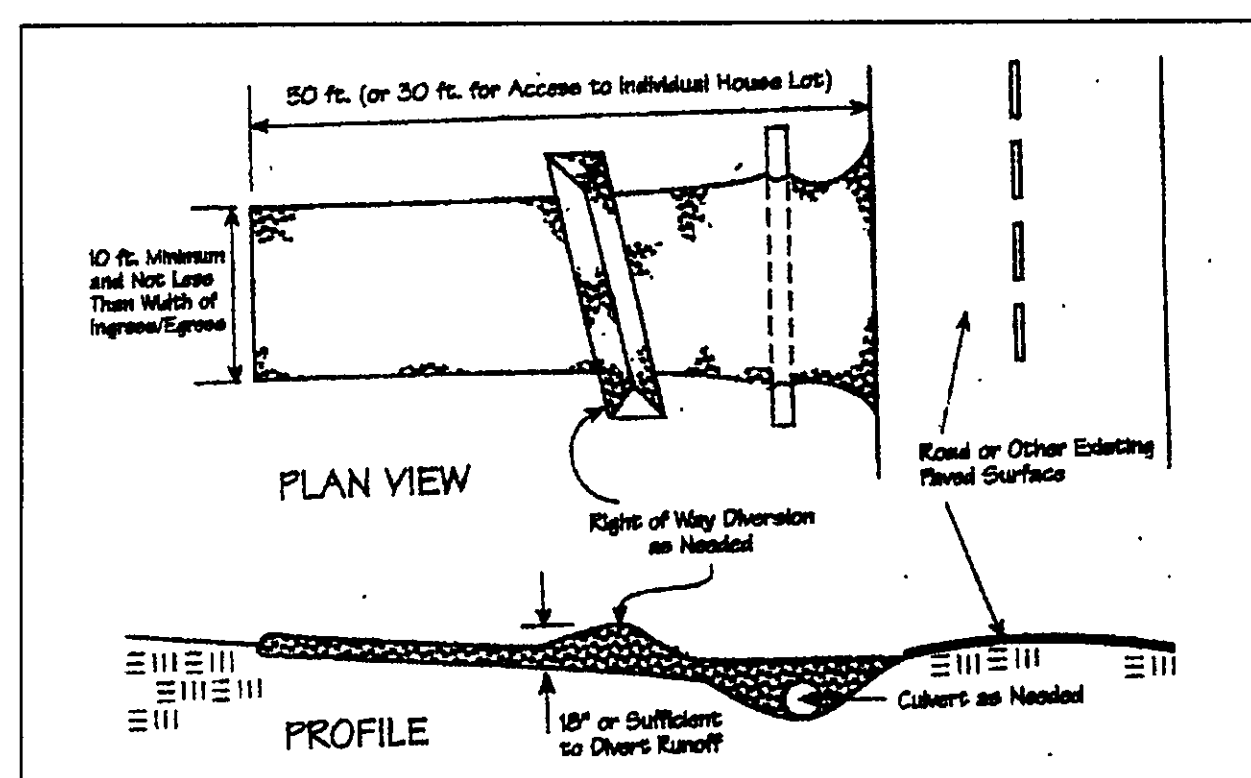 50 ft. (or 30 ft. for Access to Individual House Lot)
10 ft. Minimum
and Not Less
Than Width of
Ingress/Egress
PLAN VIEW
Road or Other Existing
Paved Surface
Right of Way Diversion
as Needed
Culvert as Needed
18" or Sufficient
to Divert Runoff
PROFILE